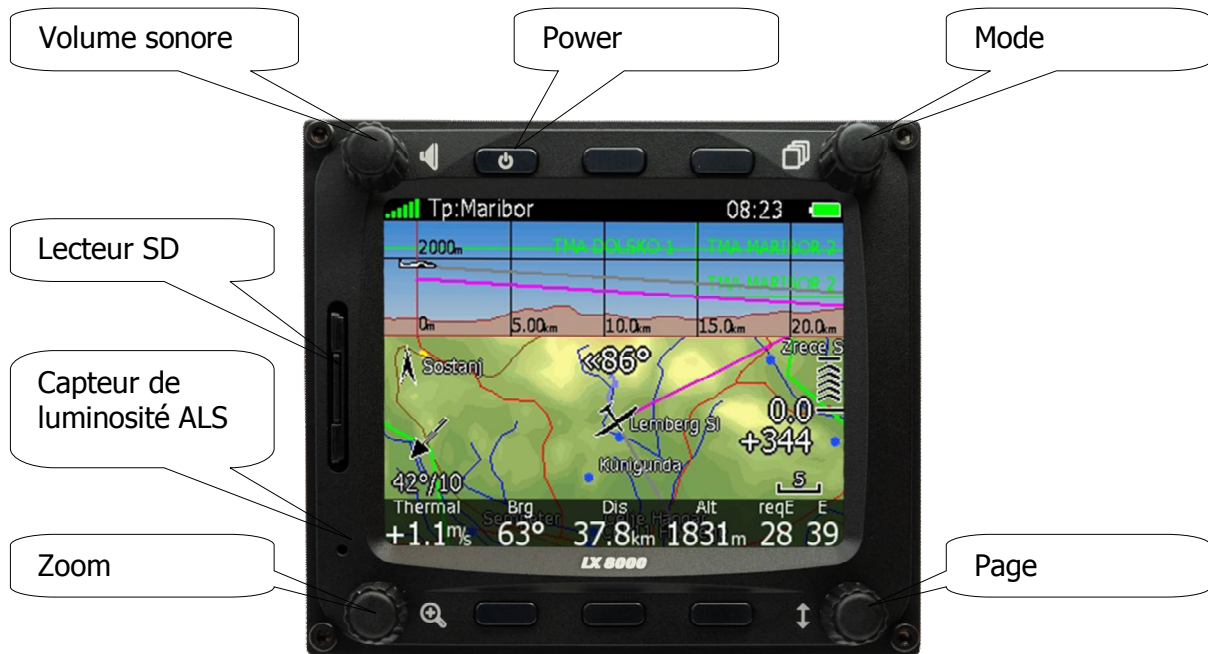 Volume sonore
Power
Mode
Lecteur SD
Capteur de
luminosité ALS
Zoom
Page
Tp:Maribor 08:23
2000m TMA DOLSKO 1 TMA MARIBOR 2
TMA MARIBOR 2
0m 5.00km 10.0km 15.0km 20.0km
Zrece S
Sostanj «86°
0.0
Lemberg Sl
+344
Kunigunda
42°/10 5
Thermal Brg Dis Alt reqE E
+1.1m/s 63° 37.8km 1831m 28 39
LX 8000